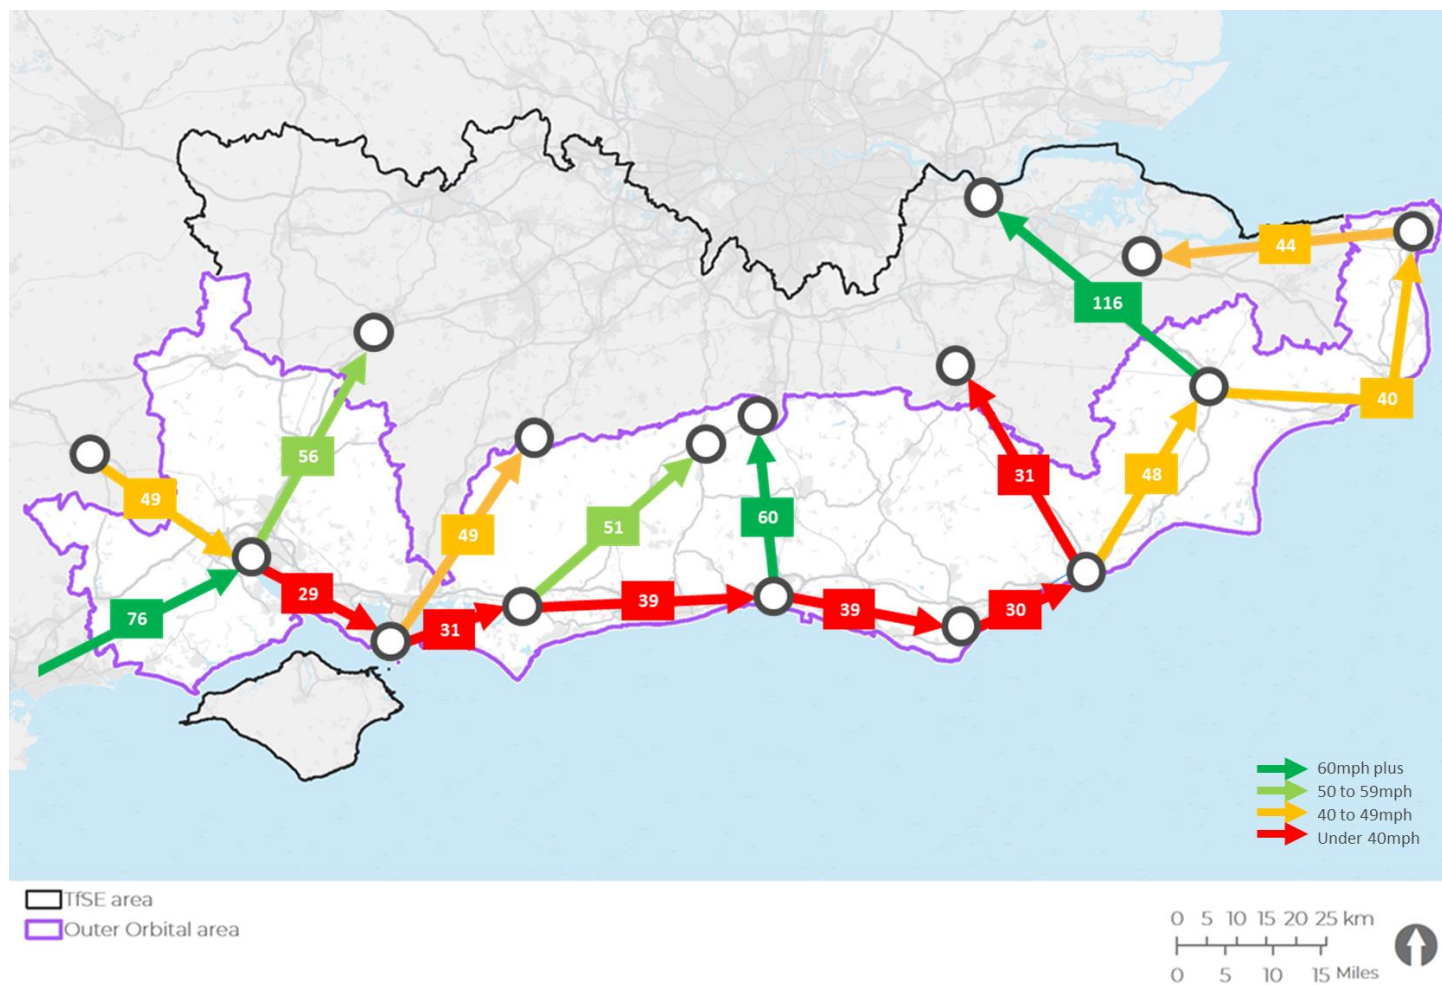 44
116
40
56
49
48
31
51
49
60
29
39
39
30
76
31
60mph plus
50 to 59mph
40 to 49mph
Under 40mph
TfSE area
Outer Orbital area
0 5 10 15 20 25 km
0 5 10 15 Miles